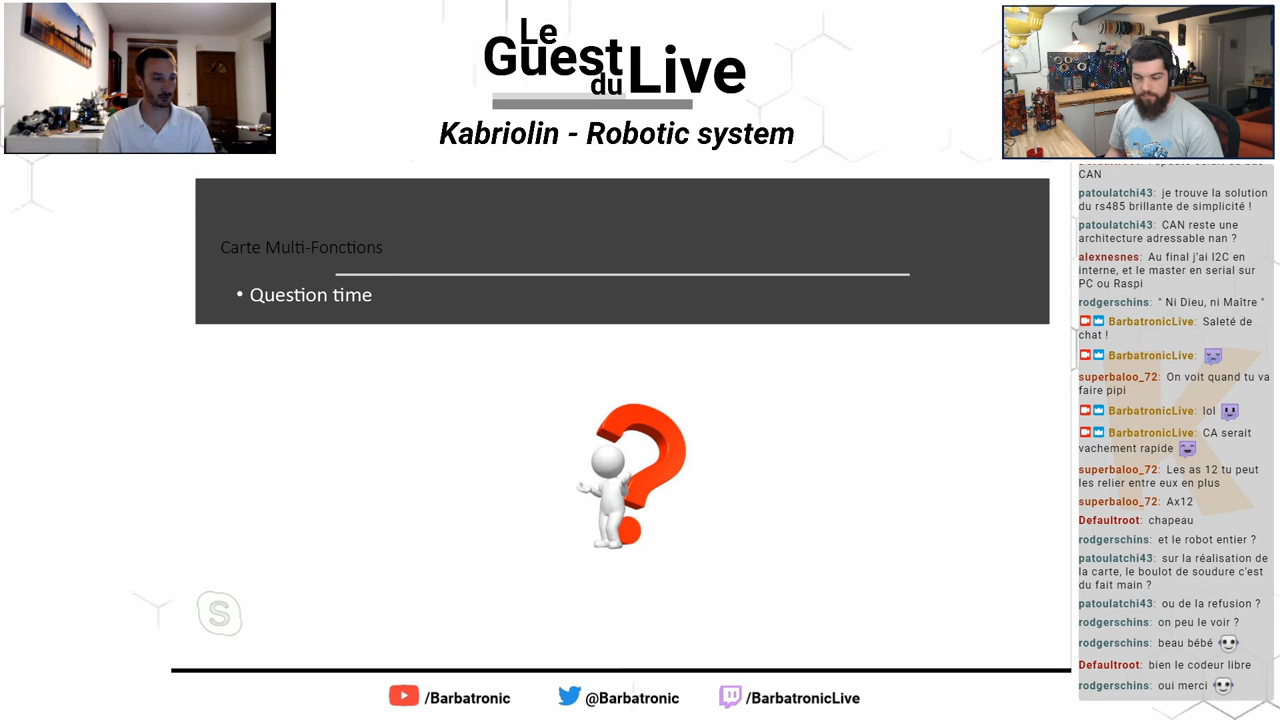 Le
Guest
du Live
Kabriolin - Robotic system
Carte Multi-Fonctions
• Question time
CAN
patoulatchi43: je trouve la solution
du rs485 brillante de simplicité !
patoulatchi43: CAN reste une
architecture adressable nan ?
alexnesnes: Au final j'ai I2C en
interne, et le master en serial sur
PC ou Raspi
rodgerschins: " Ni Dieu, ni Maître "
BarbatronicLive: Saleté de
chat !
BarbatronicLive:
superbaloo_72: On voit quand tu va
faire pipi
BarbatronicLive: lol
BarbatronicLive: CA serait
vachement rapide
superbaloo_72: Les as 12 tu peut
les relier entre eux en plus
superbaloo_72: Ax12
Defaultroot: chapeau
rodgerschins: et le robot entier ?
patoulatchi43: sur la réalisation de
la carte, le boulot de soudure c'est
du fait main ?
patoulatchi43: ou de la refusion ?
rodgerschins: on peu le voir ?
rodgerschins: beau bébé
Defaultroot: bien le codeur libre
rodgerschins: oui merci
/Barbatronic
@Barbatronic
/BarbatronicLive